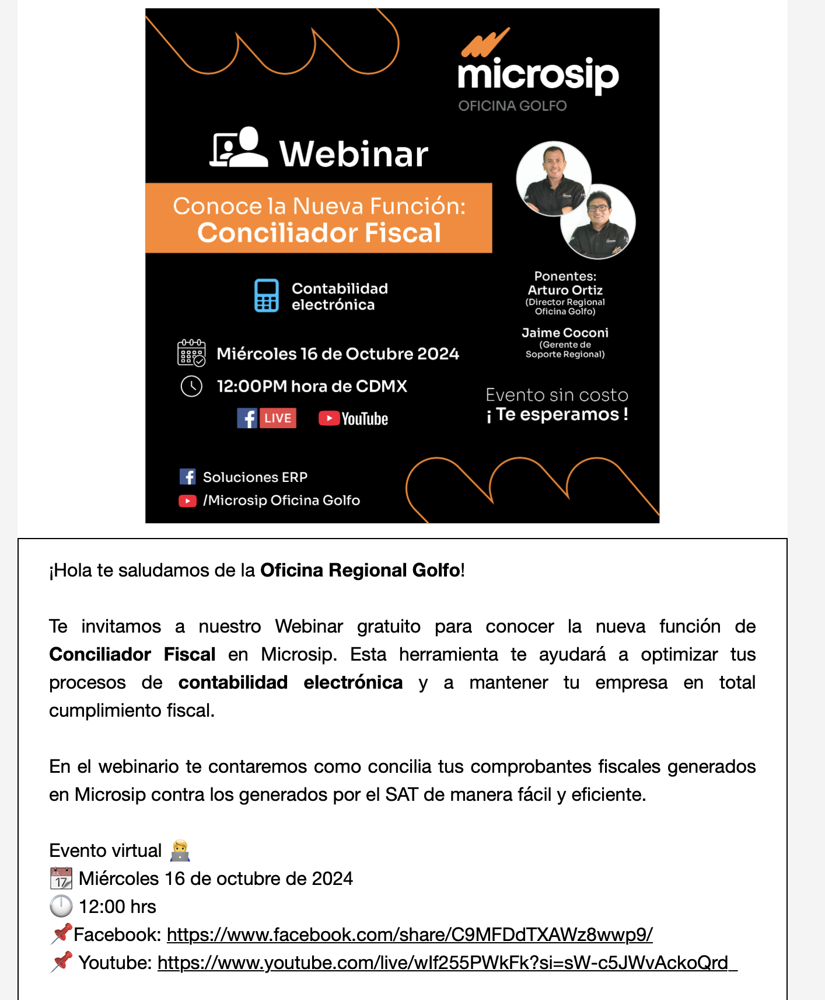 microsip
OFICINA GOLFO
Webinar
Conoce la Nueva Función:
Conciliador Fiscal
Contabilidad
electrónica
Ponentes:
Arturo Ortiz
(Director Regional
Oficina Golfo)
Jaime Coconi
(Gerente de
Soporte Regional)
Miércoles 16 de Octubre 2024
12:00PM hora de CDMX
LIVE
YouTube
Evento sin costo
¡ Te esperamos !
Soluciones ERP
/Microsip Oficina Golfo
¡Hola te saludamos de la Oficina Regional Golfo!
Te invitamos a nuestro Webinar gratuito para conocer la nueva función de
Conciliador Fiscal en Microsip. Esta herramienta te ayudará a optimizar tus
procesos de contabilidad electrónica y a mantener tu empresa en total
cumplimiento fiscal.
En el webinario te contaremos como concilia tus comprobantes fiscales generados
en Microsip contra los generados por el SAT de manera fácil y eficiente.
Evento virtual 👨‍💻
📅 Miércoles 16 de octubre de 2024
🕛 12:00 hrs
📌Facebook: https://www.facebook.com/share/C9MFDdTXAWz8wwp9/
📌 Youtube: https://www.youtube.com/live/wIf255PWkFk?si=sW-c5JWvAckoQrd_